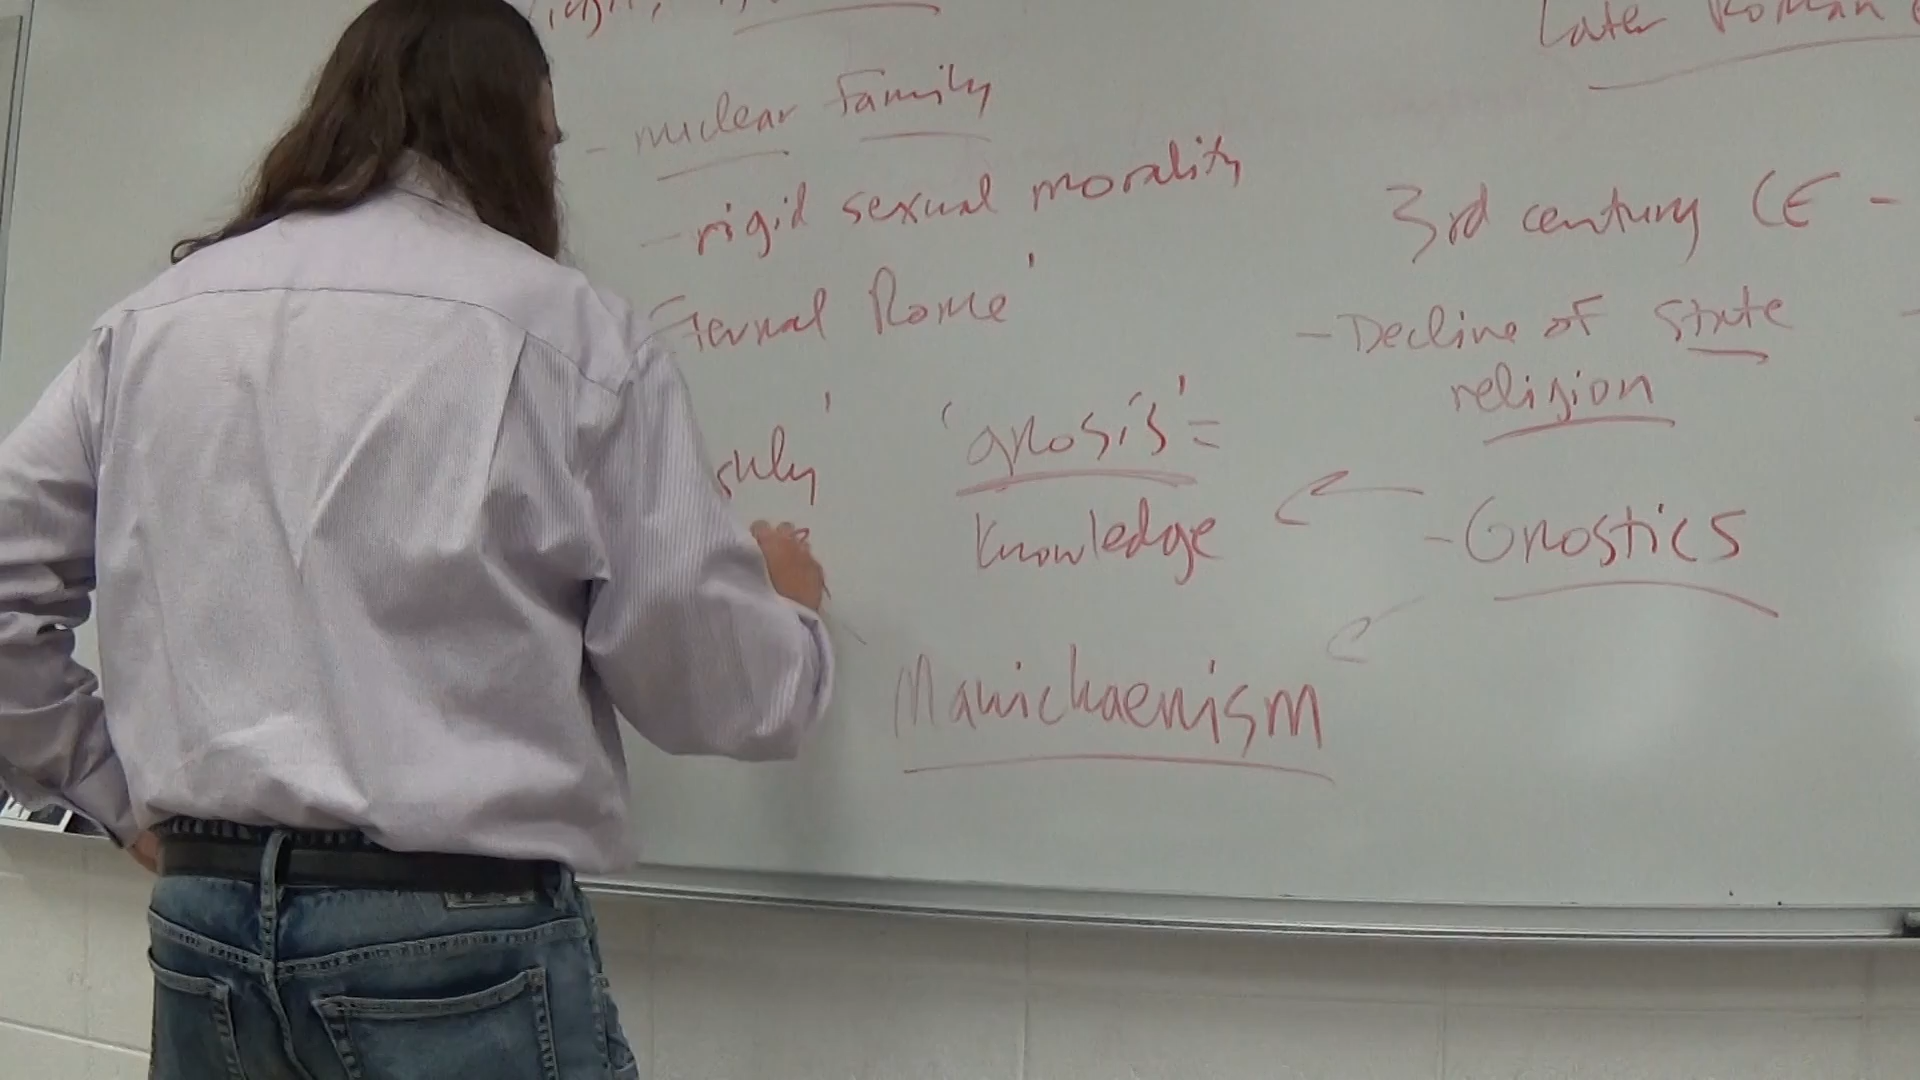 Later Roman
- nuclear Family
- rigid sexual morality
3rd century CE -
Eternal Rome'
- Decline of state
religion
'gnosis' =
knowledge
- Gnostics
Manichaenism